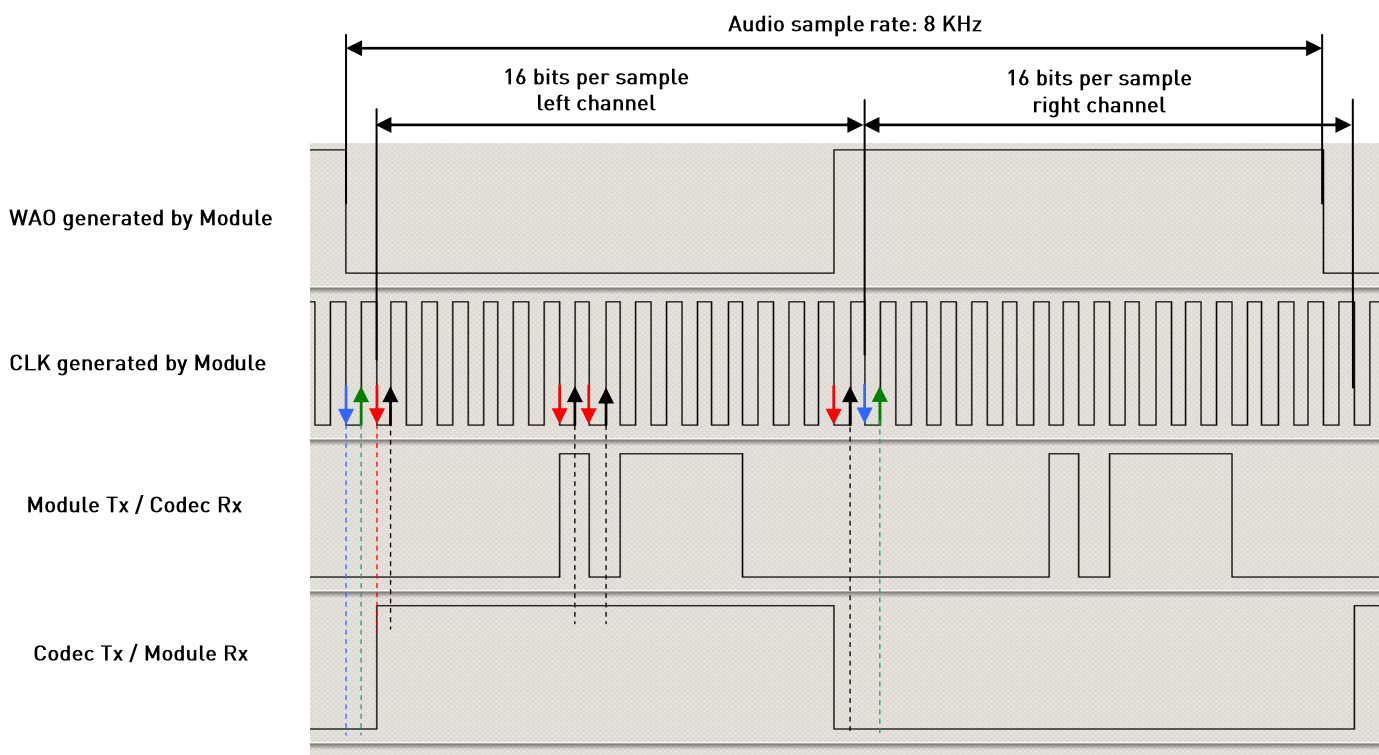 Audio sample rate: 8 KHz
16 bits per sample
left channel
16 bits per sample
right channel
WAO generated by Module
CLK generated by Module
Module Tx / Codec Rx
Codec Tx / Module Rx